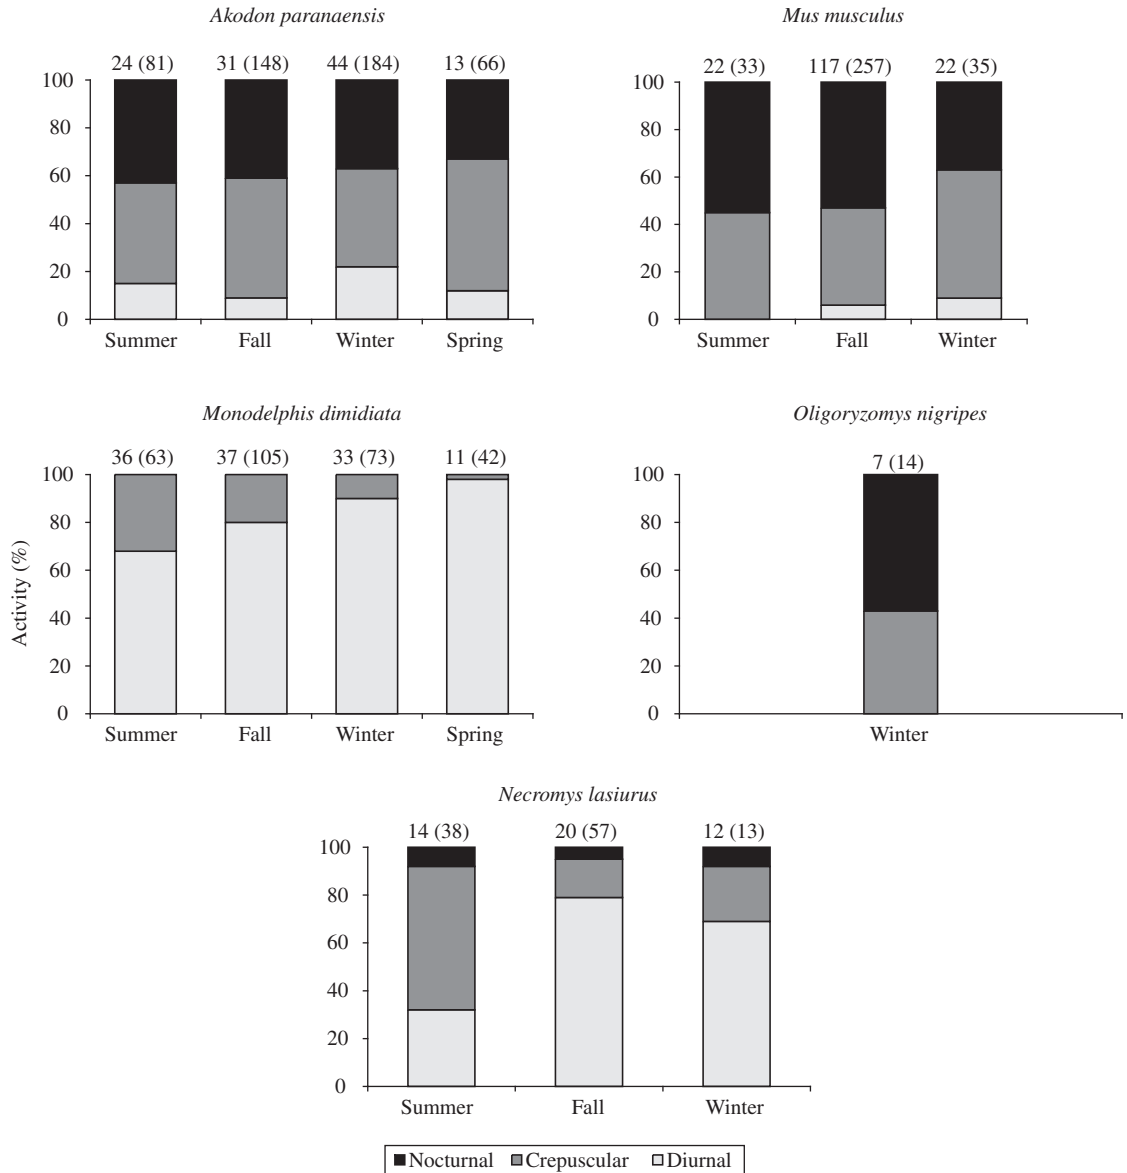 Akodon paranaensis
24 (81) 31 (148) 44 (184) 13 (66)
100
80
60
40
20
0
Summer Fall Winter Spring
Mus musculus
22 (33) 117 (257) 22 (35)
100
80
60
40
20
0
Summer Fall Winter
Monodelphis dimidiata
36 (63) 37 (105) 33 (73) 11 (42)
100
80
60
40
20
0
Activity (%)
Summer Fall Winter Spring
Oligoryzomys nigripes
7 (14)
100
80
60
40
20
0
Winter
Necromys lasiurus
14 (38) 20 (57) 12 (13)
100
80
60
40
20
0
Summer Fall Winter
Nocturnal Crepuscular Diurnal